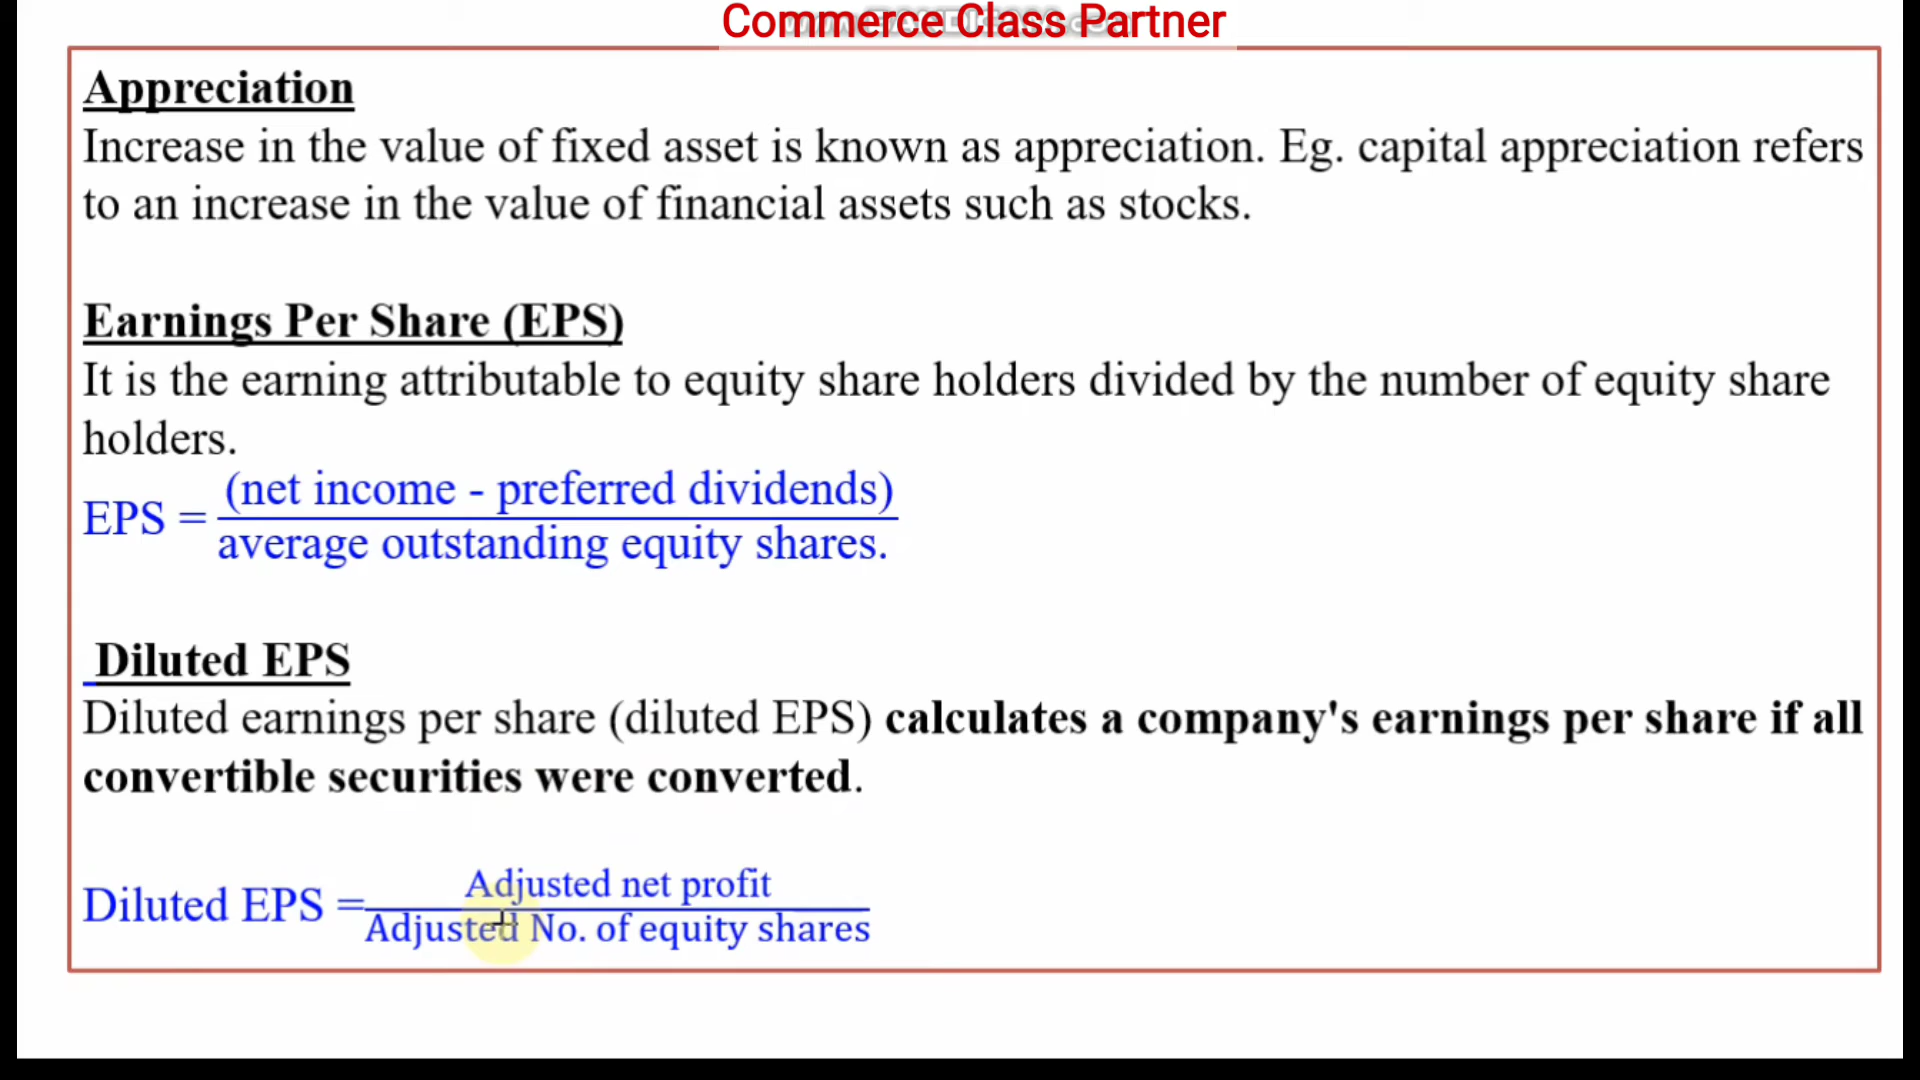 Commerce Class Partner
Appreciation
Increase in the value of fixed asset is known as appreciation. Eg. capital appreciation refers
to an increase in the value of financial assets such as stocks.
Earnings Per Share (EPS)
It is the earning attributable to equity share holders divided by the number of equity share
holders.
(net income - preferred dividends)
EPS =
average outstanding equity shares.
Diluted EPS
Diluted earnings per share (diluted EPS) calculates a company's earnings per share if all
convertible securities were converted.
Adjusted net profit
Diluted EPS =
Adjusted No. of equity shares